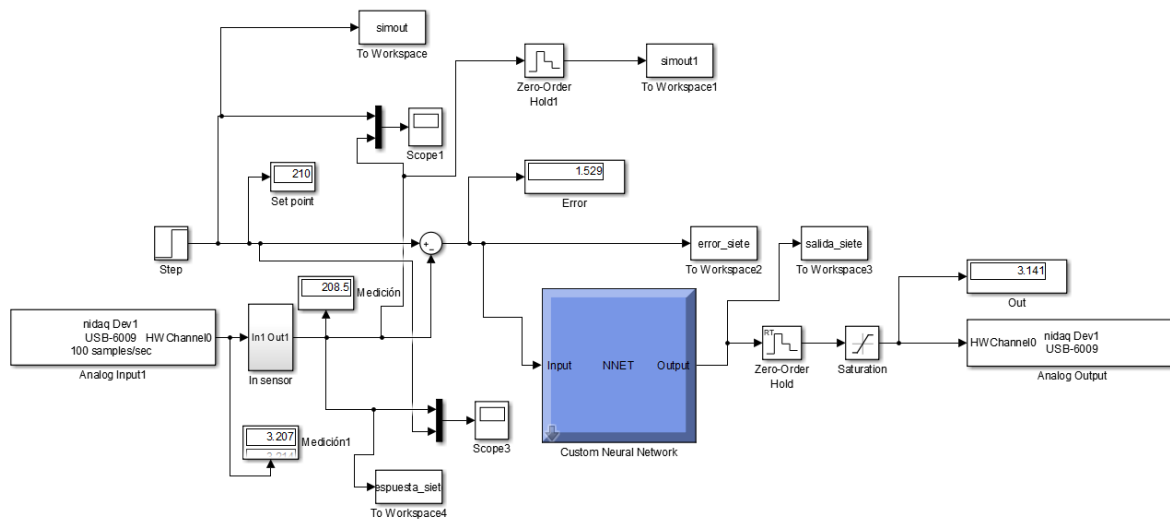 simout
To Workspace
simout1
To Workspace1
Zero-Order
Hold1
Scope1
210
Set point
1.529
Error
Step
+
−
error_siete
To Workspace2
salida_siete
To Workspace3
208.5
Medición
3.141
Out
nidaq Dev1
USB-6009
100 samples/sec
HWChannel0
Analog Input1
In1 Out1
In sensor
Input
NNET
Output
Custom Neural Network
RT
Zero-Order
Hold
Saturation
HWChannel0
nidaq Dev1
USB-6009
Analog Output
3.207
Medición1
Scope3
espuesta_siet
To Workspace4